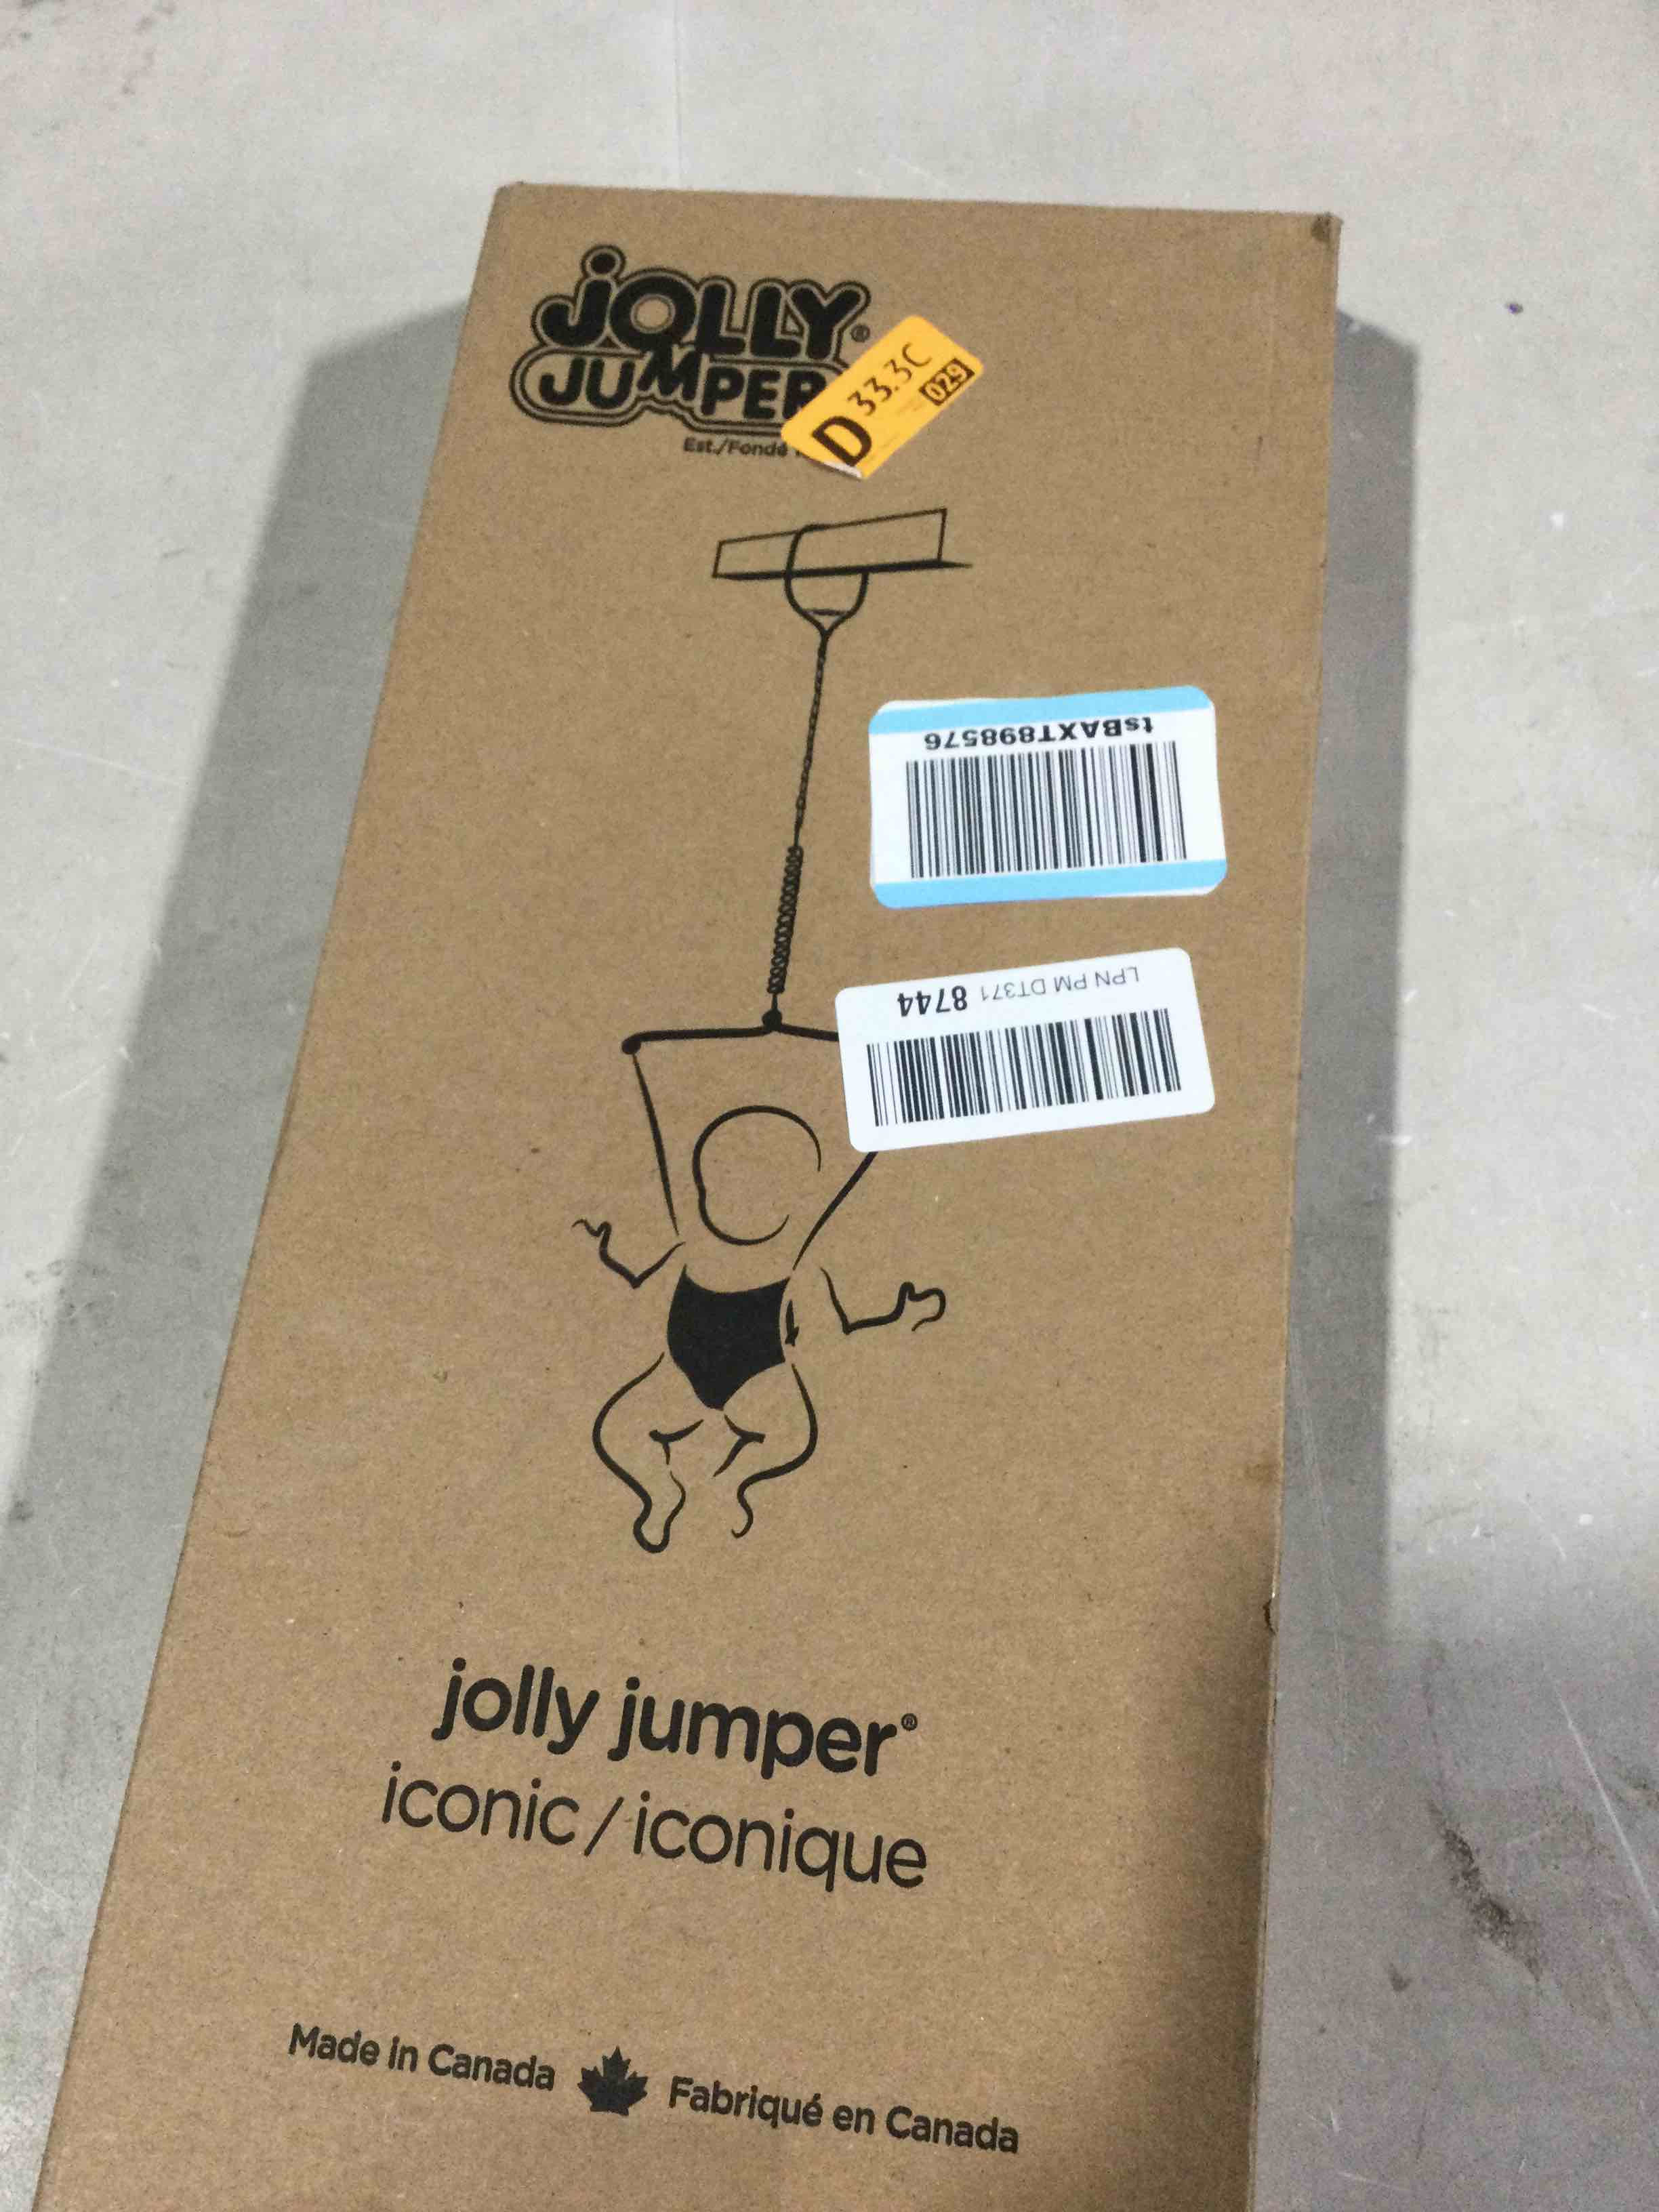 JOLLY®
JUMPER
Est./Fondé
D 33.3C
029
tsBAXT898576
LPN PM DT371 8744
jolly jumper®
iconic / iconique
Made in Canada Fabriqué en Canada